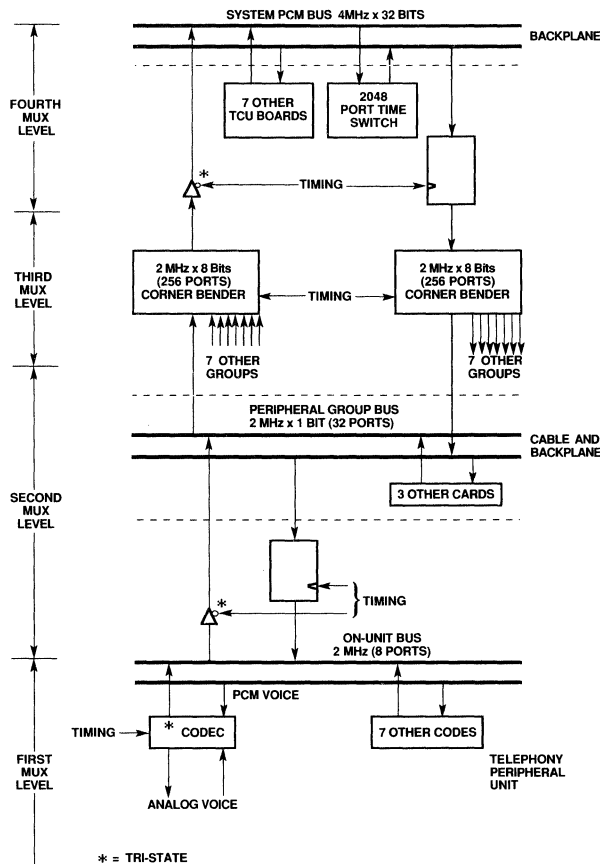 SYSTEM PCM BUS 4MHz x 32 BITS
BACKPLANE
FOURTH
MUX
LEVEL
7 OTHER
TCU BOARDS
2048
PORT TIME
SWITCH
*
TIMING
THIRD
MUX
LEVEL
2 MHz x 8 Bits
(256 PORTS)
CORNER BENDER
TIMING
2 MHz x 8 Bits
(256 PORTS)
CORNER BENDER
7 OTHER
GROUPS
7 OTHER
GROUPS
PERIPHERAL GROUP BUS
2 MHz x 1 BIT (32 PORTS)
CABLE AND
BACKPLANE
SECOND
MUX
LEVEL
3 OTHER CARDS
*
TIMING
ON-UNIT BUS
2 MHz (8 PORTS)
PCM VOICE
FIRST
MUX
LEVEL
TIMING
* CODEC
7 OTHER CODES
TELEPHONY
PERIPHERAL
UNIT
ANALOG VOICE
* = TRI-STATE